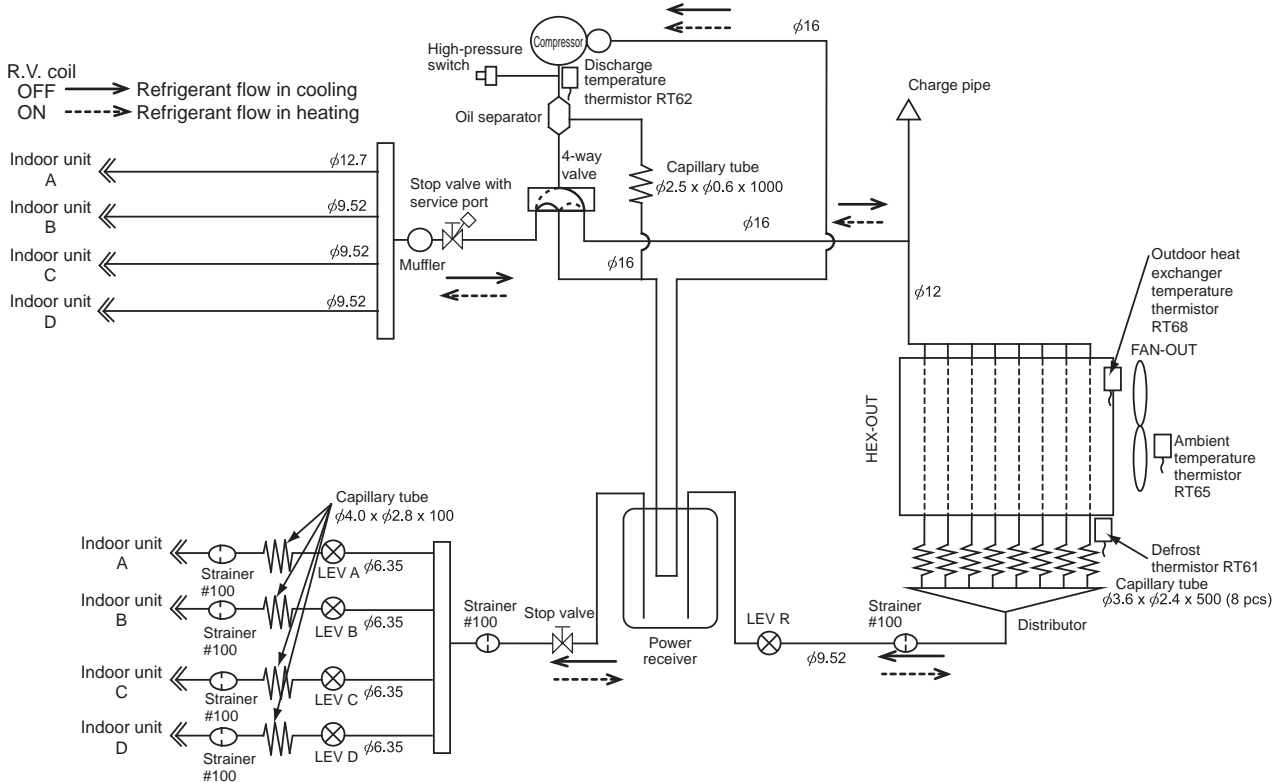 R.V. coil
OFF Refrigerant flow in cooling
ON Refrigerant flow in heating
Compressor
ϕ16
High-pressure
switch
Discharge
temperature
thermistor RT62
Oil separator
4-way
valve
Capillary tube
ϕ2.5 x ϕ0.6 x 1000
Charge pipe
Indoor unit
A
ϕ12.7
Indoor unit
B
ϕ9.52
Indoor unit
C
ϕ9.52
Indoor unit
D
ϕ9.52
Stop valve with
service port
Muffler
ϕ16
ϕ16
ϕ12
Outdoor heat
exchanger
temperature
thermistor
RT68
FAN-OUT
HEX-OUT
Ambient
temperature
thermistor
RT65
Defrost
thermistor RT61
Capillary tube
ϕ3.6 x ϕ2.4 x 500 (8 pcs)
Distributor
Capillary tube
ϕ4.0 x ϕ2.8 x 100
Indoor unit
A
Strainer
#100
LEV A
ϕ6.35
Indoor unit
B
Strainer
#100
LEV B
ϕ6.35
Indoor unit
C
Strainer
#100
LEV C
ϕ6.35
Indoor unit
D
Strainer
#100
LEV D
ϕ6.35
Strainer
#100
Stop valve
Power
receiver
LEV R
ϕ9.52
Strainer
#100